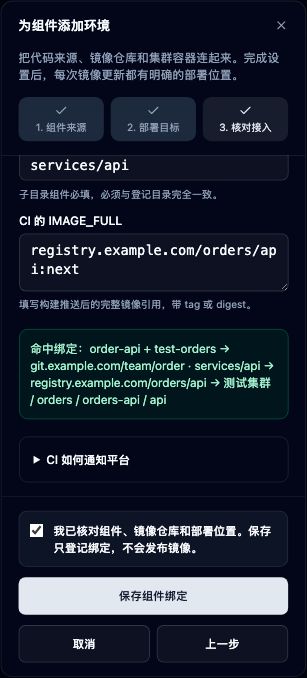 为组件添加环境
把代码来源、镜像仓库和集群容器连起来。完成设
置后，每次镜像更新都有明确的部署位置。
1. 组件来源
2. 部署目标
3. 核对接入
services/api
子目录组件必填，必须与登记目录完全一致。
CI 的 IMAGE_FULL
registry.example.com/orders/ap
i:next
填写构建推送后的完整镜像引用，带 tag 或 digest。
命中绑定：order-api + test-orders →
git.example.com/team/order · services/api →
registry.example.com/orders/api → 测试集群
/ orders / orders-api / api
▶ CI 如何通知平台
我已核对组件、镜像仓库和部署位置。保存
只登记绑定，不会发布镜像。
保存组件绑定
取消
上一步